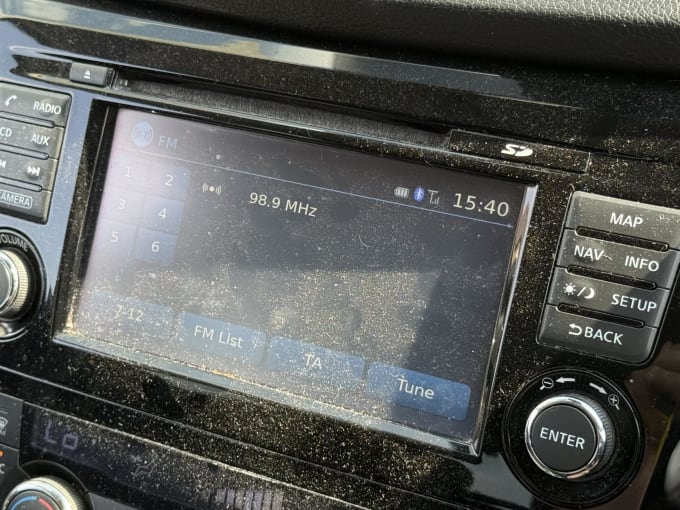 RADIO
CD AUX
CAMERA
VOLUME
FM
1 2
3 4
5 6
98.9 MHz
15:40
7-12
FM List
TA
Tune
SD
MAP
NAV INFO
SETUP
BACK
ENTER
LO